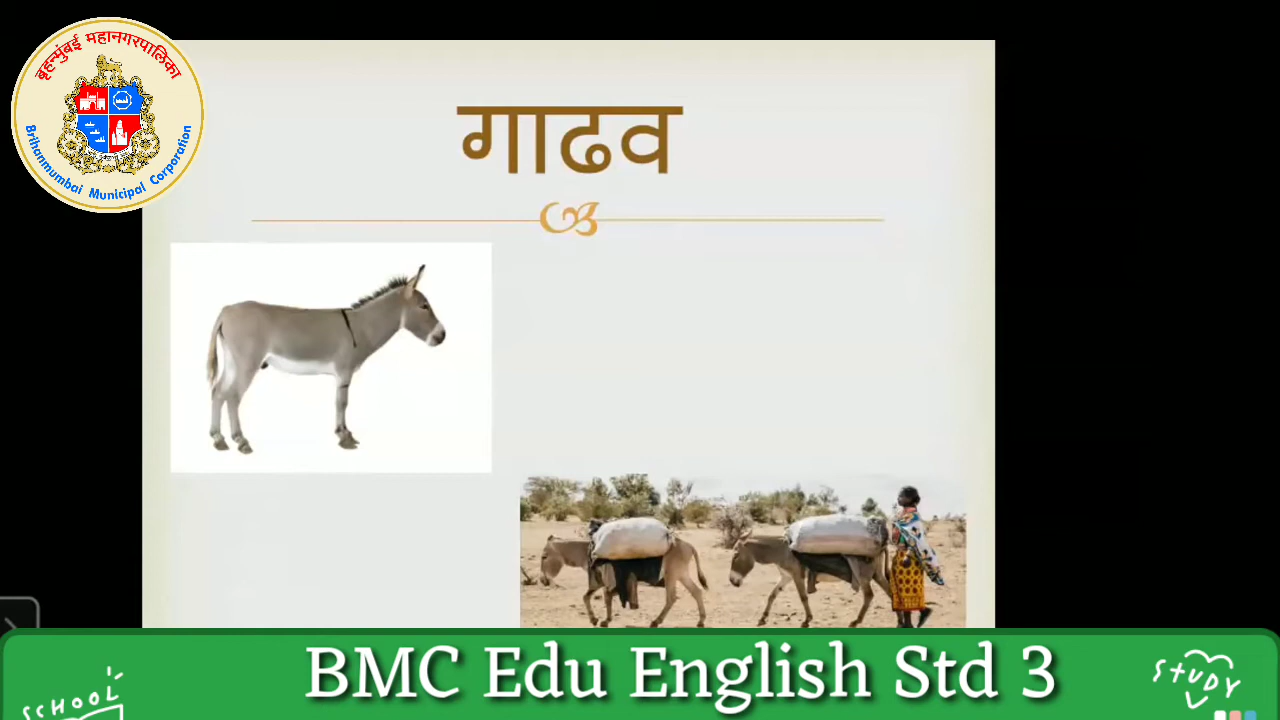 बृहन्मुंबई महानगरपालिका
Brihanmumbai Municipal Corporation
गाढव
BMC Edu English Std 3
SCHOOL
STUDY